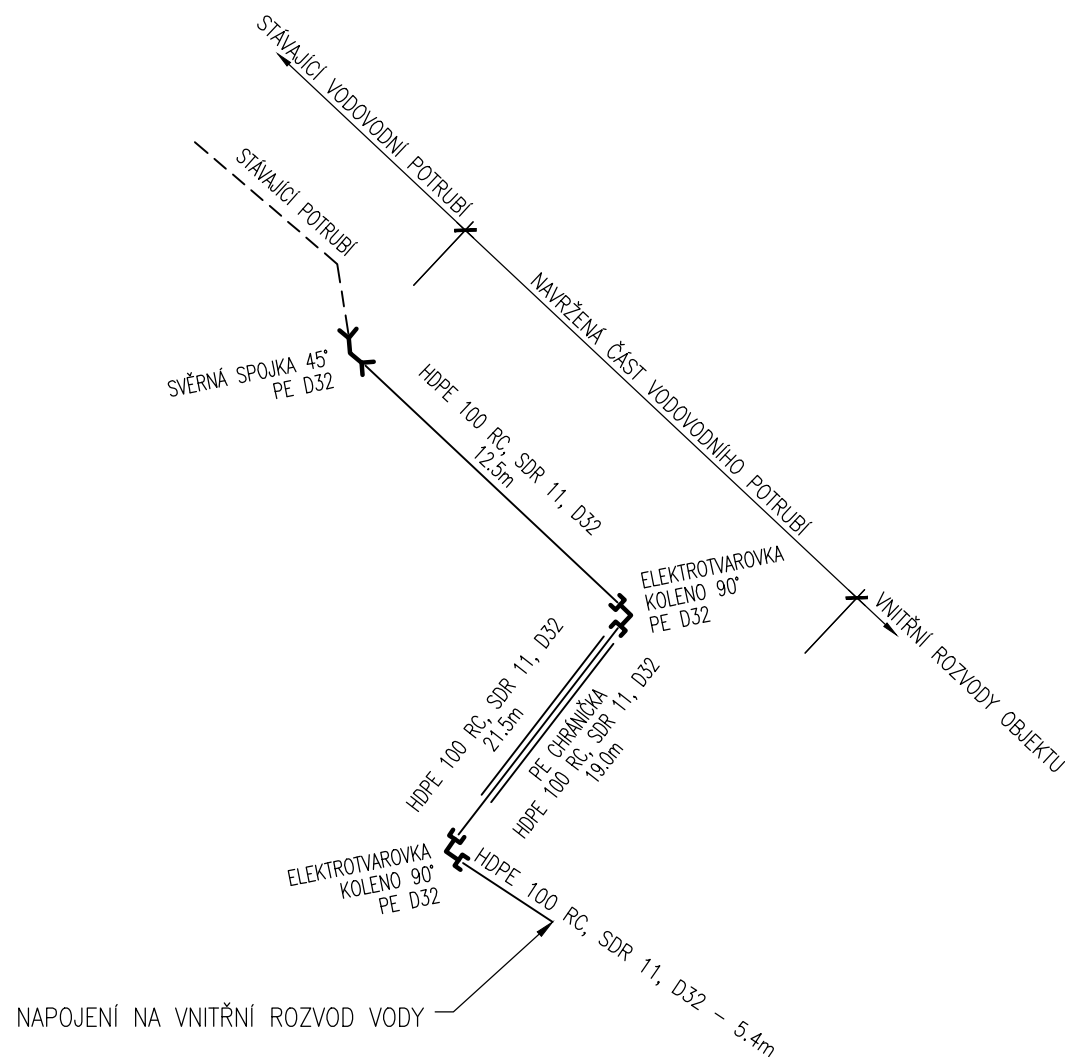 STÁVAJÍCÍ VODOVODNÍ POTRUBÍ
STÁVAJÍCÍ POTRUBÍ
NAVRŽENÁ ČÁST VODOVODNÍHO POTRUBÍ
SVĚRNÁ SPOJKA 45°
PE D32
HDPE 100 RC, SDR 11, D32
12.5m
ELEKTROTVAROVKA
KOLENO 90°
PE D32
VNITŘNÍ ROZVODY OBJEKTU
HDPE 100 RC, SDR 11, D32
21.5m
PE CHRÁNIČKA
HDPE 100 RC, SDR 11, D32
19.0m
ELEKTROTVAROVKA
KOLENO 90°
PE D32
HDPE 100 RC, SDR 11, D32 - 5.4m
NAPOJENÍ NA VNITŘNÍ ROZVOD VODY